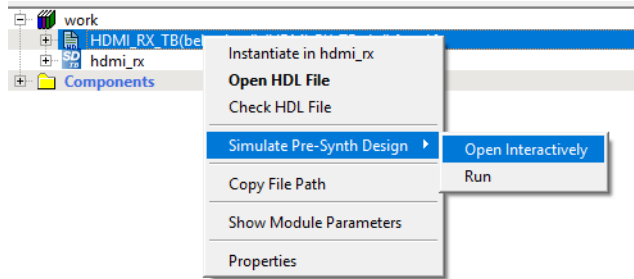 work
HDMI_RX_TB(be
hdmi_rx
Components
Instantiate in hdmi_rx
Open HDL File
Check HDL File
Simulate Pre-Synth Design
Open Interactively
Run
Copy File Path
Show Module Parameters
Properties